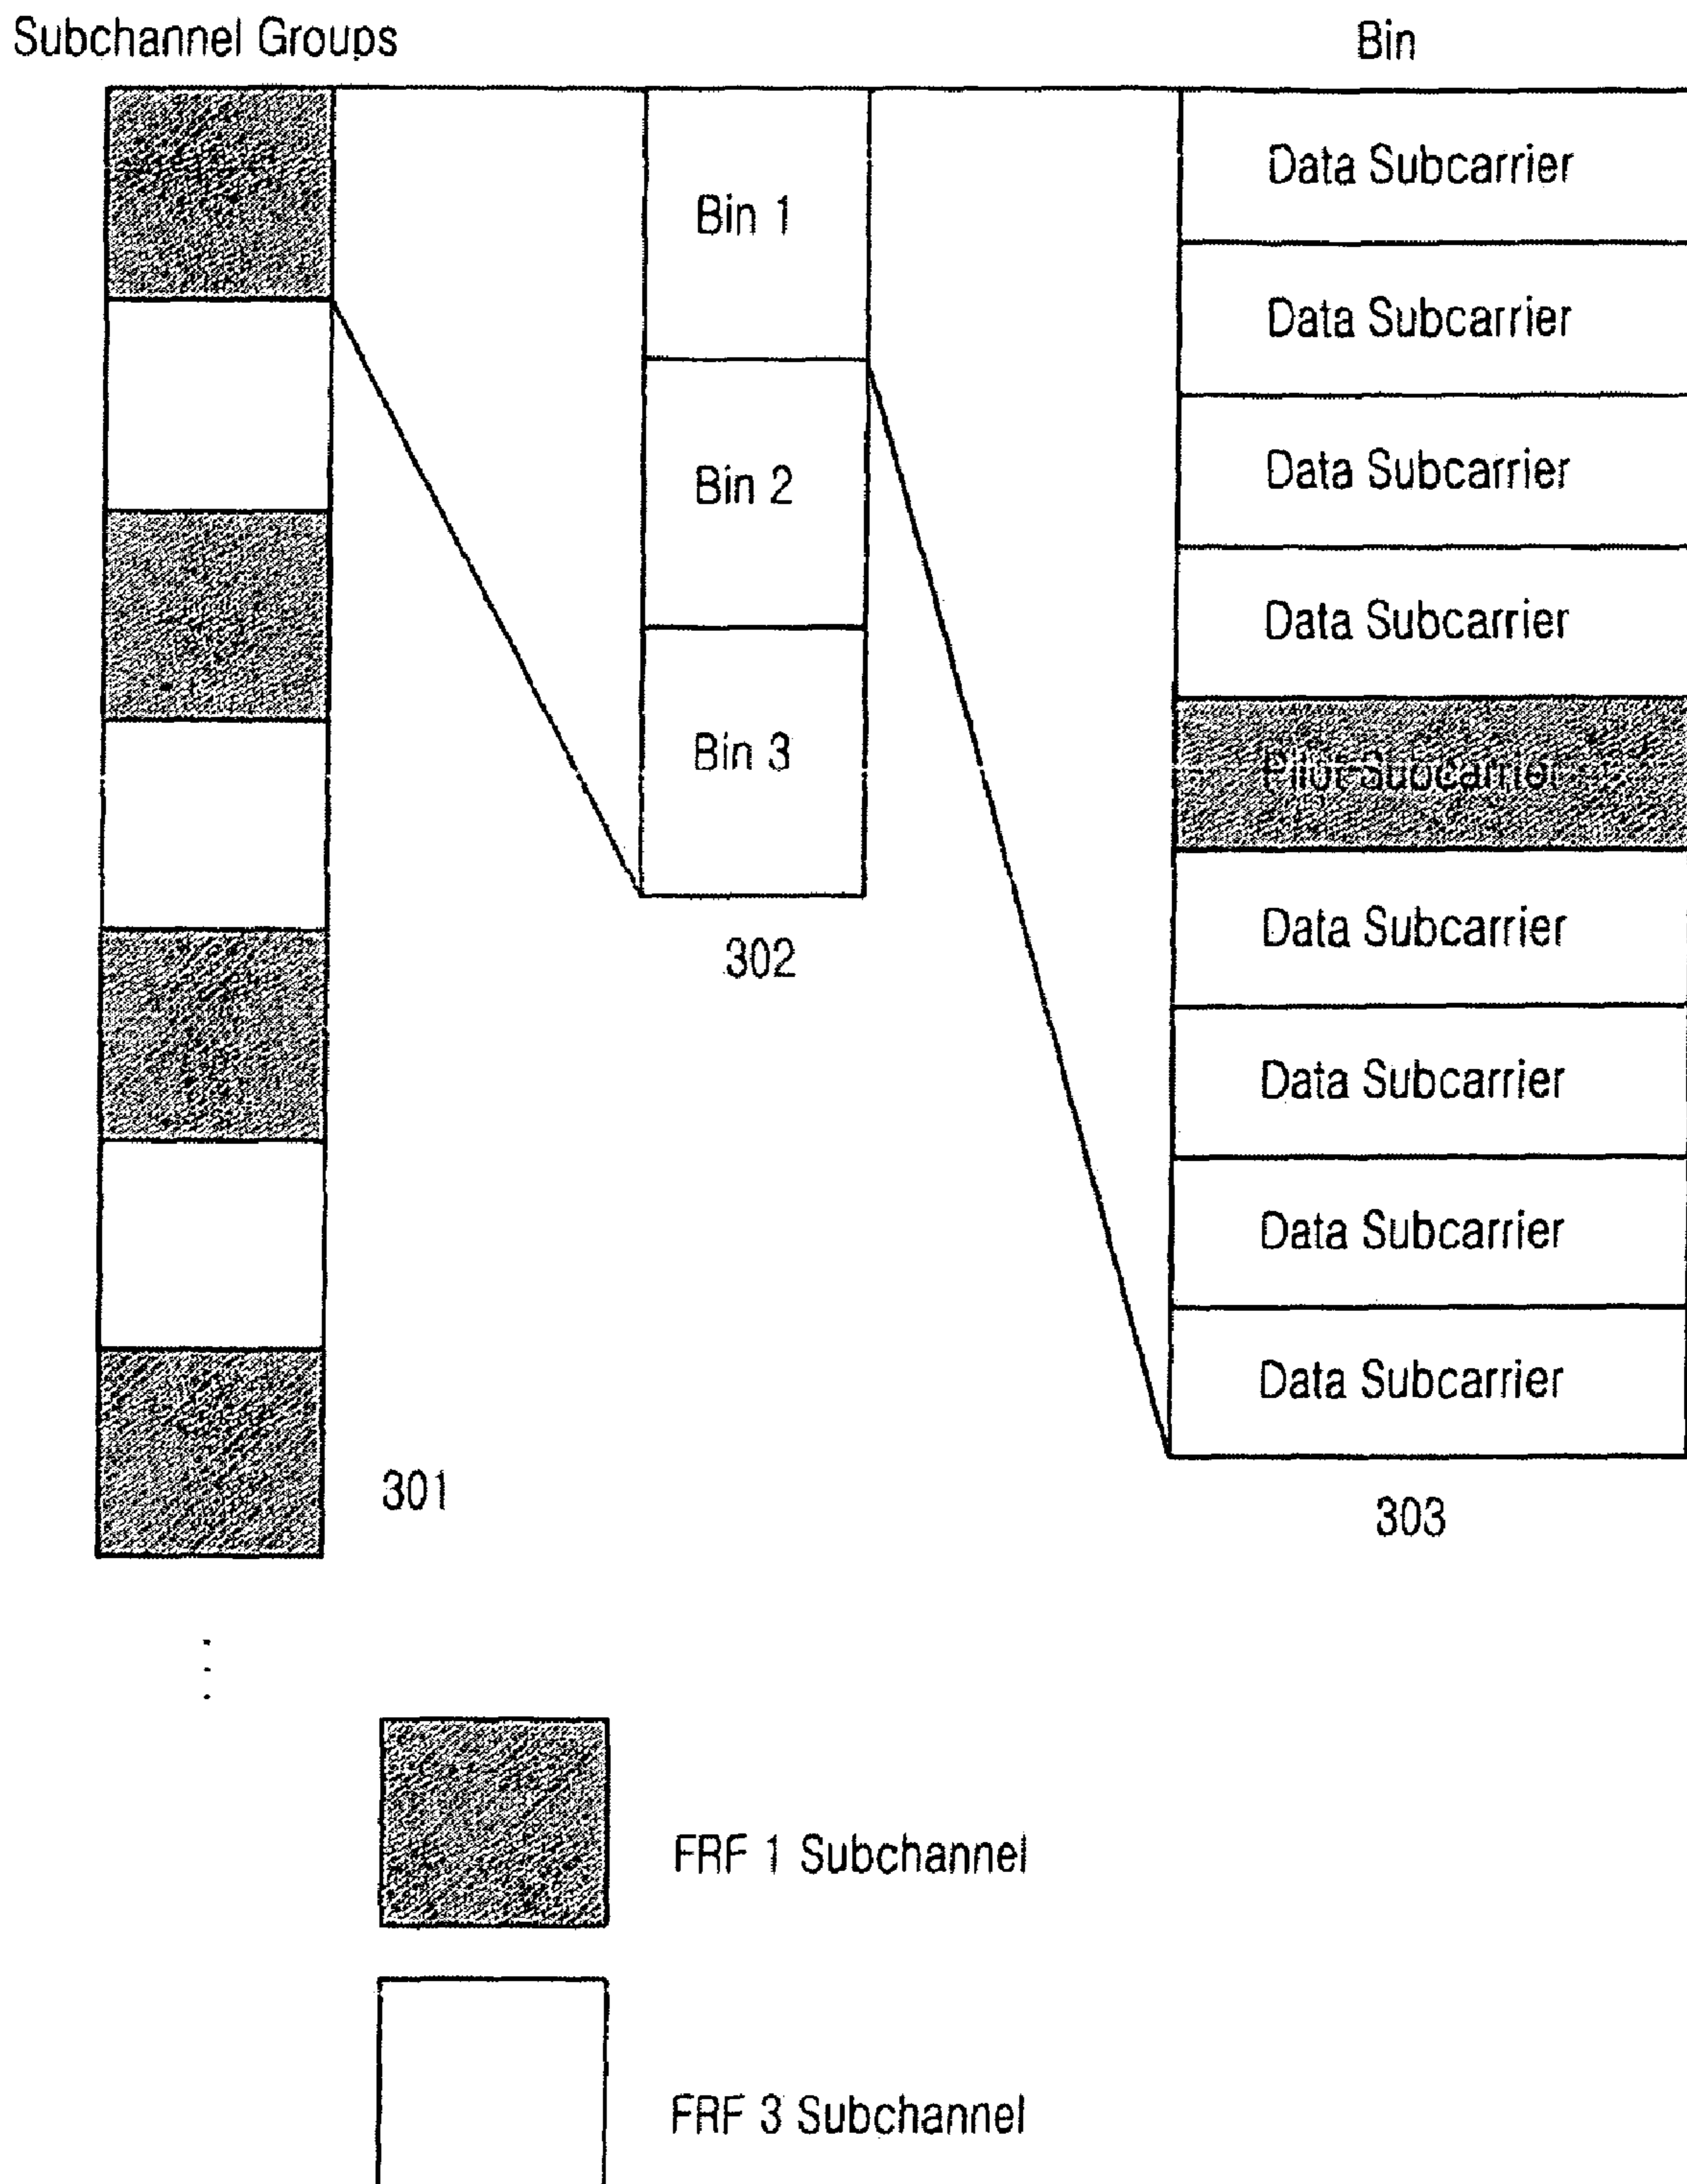 Subchannel Groups
Bin
Bin 1
Bin 2
Bin 3
302
Data Subcarrier
Data Subcarrier
Data Subcarrier
Data Subcarrier
Pilot Subcarrier
Data Subcarrier
Data Subcarrier
Data Subcarrier
Data Subcarrier
301
303
FRF 1 Subchannel
FRF 3 Subchannel